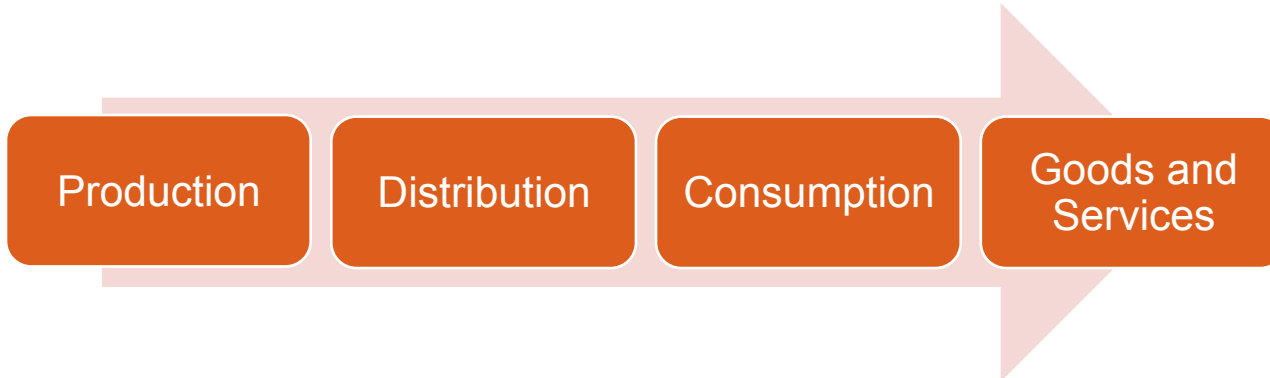 Production
Distribution
Consumption
Goods and
Services